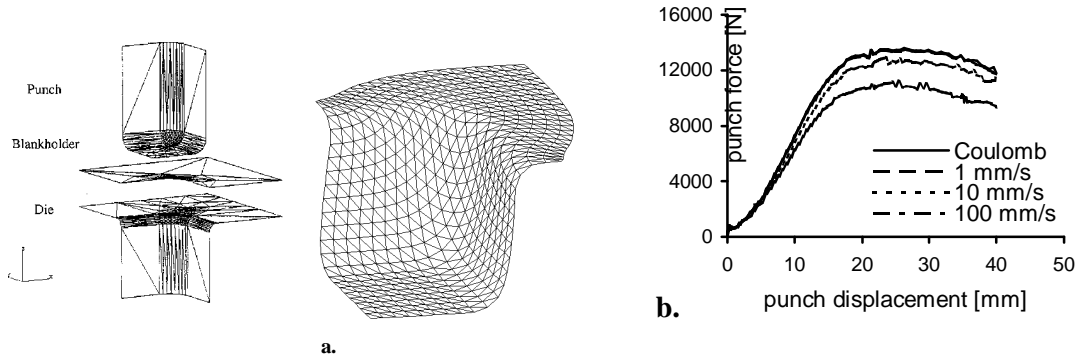 Punch
Blankholder
Die
a.
punch force [N]
16000
12000
8000
4000
0
Coulomb
1 mm/s
10 mm/s
100 mm/s
0 10 20 30 40 50
punch displacement [mm]
b.